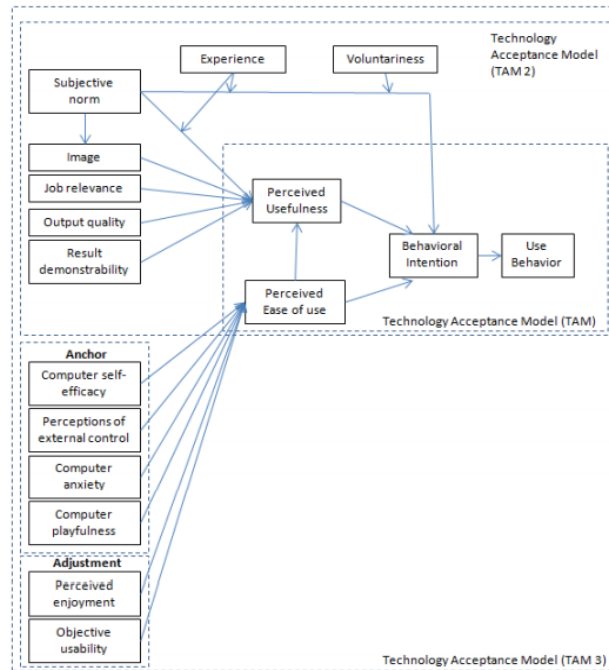 Technology
Acceptance Model
(TAM 2)
Experience
Voluntariness
Subjective
norm
Image
Job relevance
Output quality
Result
demonstrability
Perceived
Usefulness
Behavioral
Intention
Use
Behavior
Perceived
Ease of use
Technology Acceptance Model (TAM)
Anchor
Computer self-
efficacy
Perceptions of
external control
Computer
anxiety
Computer
playfulness
Adjustment
Perceived
enjoyment
Objective
usability
Technology Acceptance Model (TAM 3)